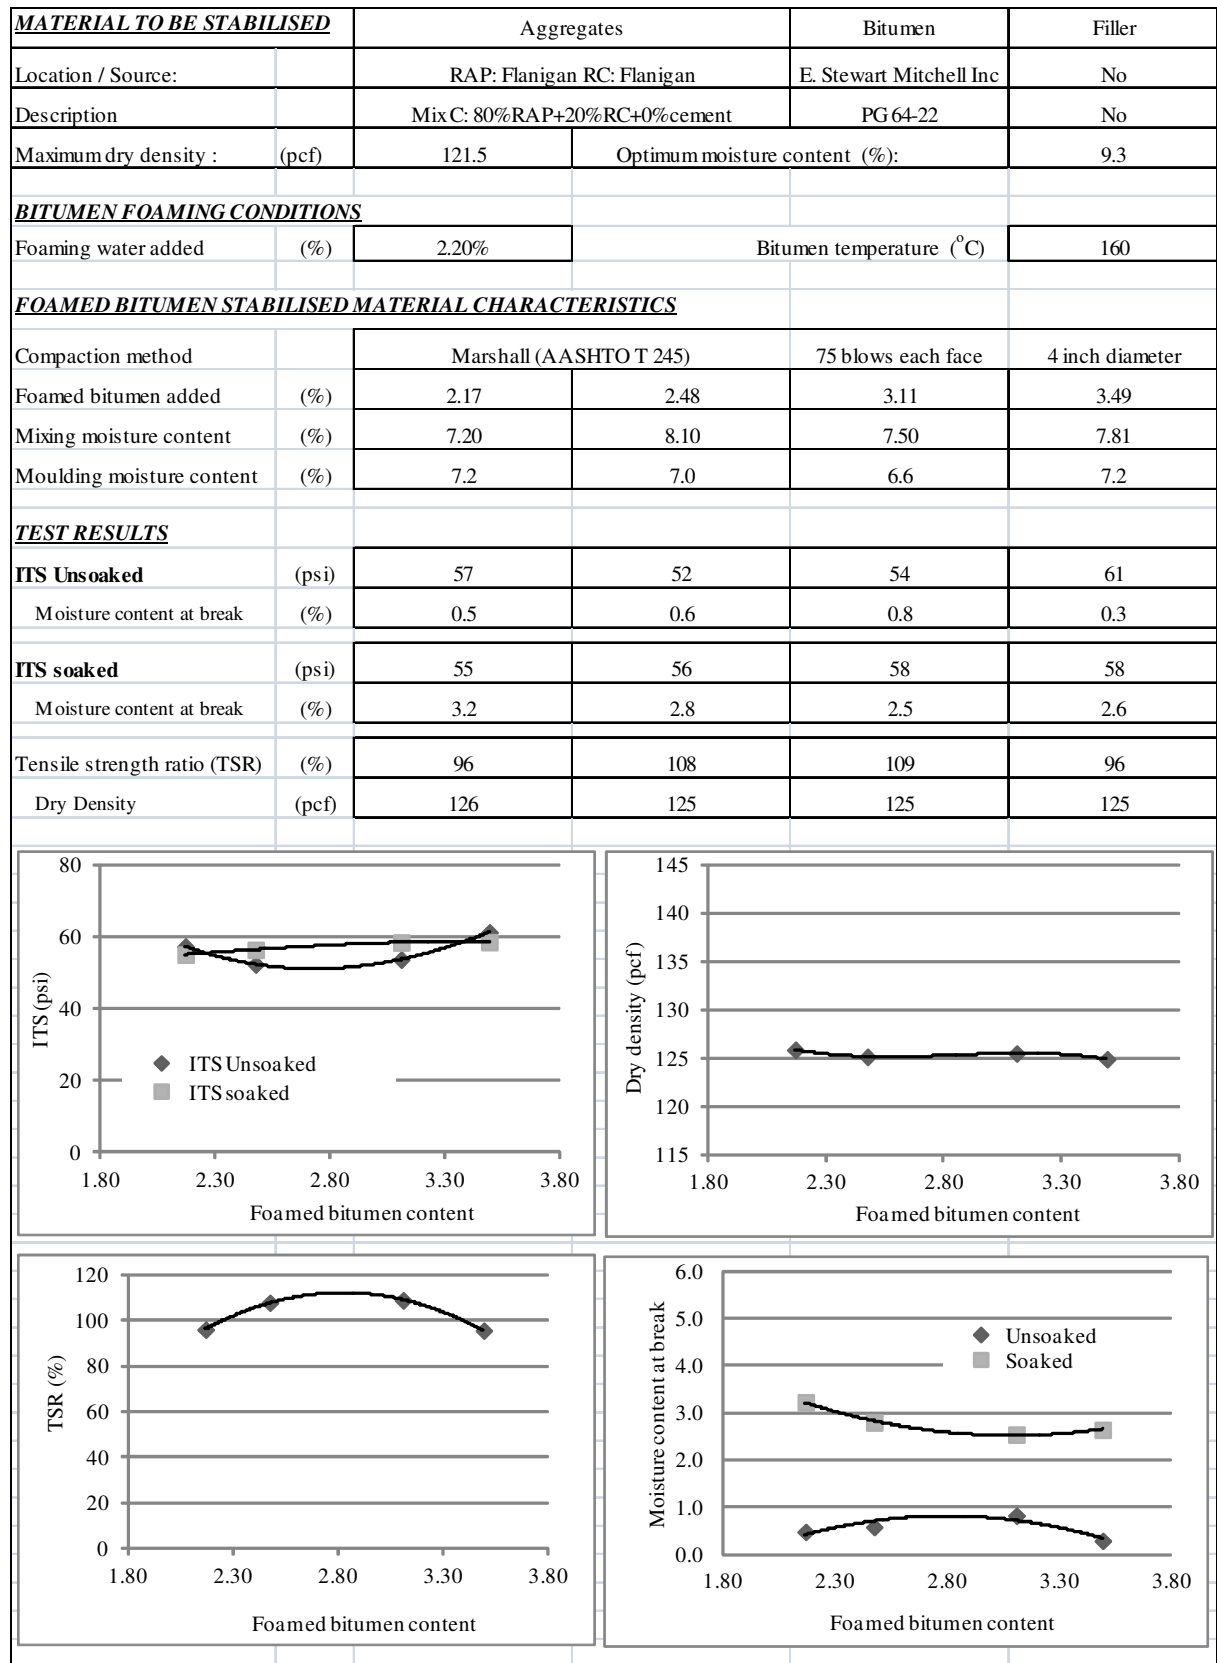 MATERIAL TO BE STABILISED Aggregates Bitumen Filler
Location / Source: RAP: Flanigan RC: Flanigan E. Stewart Mitchell Inc No
Description Mix C: 80%RAP+20%RC+0%cement PG 64-22 No
Maximum dry density : (pcf) 121.5 Optimum moisture content (%): 9.3
BITUMEN FOAMING CONDITIONS
Foaming water added (%) 2.20% Bitumen temperature (°C) 160
FOAMED BITUMEN STABILISED MATERIAL CHARACTERISTICS
Compaction method Marshall (AASHTO T 245) 75 blows each face 4 inch diameter
Foamed bitumen added (%) 2.17 2.48 3.11 3.49
Mixing moisture content (%) 7.20 8.10 7.50 7.81
Moulding moisture content (%) 7.2 7.0 6.6 7.2
TEST RESULTS
ITS Unsoaked (psi) 57 52 54 61
Moisture content at break (%) 0.5 0.6 0.8 0.3
ITS soaked (psi) 55 56 58 58
Moisture content at break (%) 3.2 2.8 2.5 2.6
Tensile strength ratio (TSR) (%) 96 108 109 96
Dry Density (pcf) 126 125 125 125
80
60
40
20
0
ITS (psi)
ITS Unsoaked
ITS soaked
1.80 2.30 2.80 3.30 3.80
Foamed bitumen content
145
140
135
130
125
120
115
Dry density (pcf)
1.80 2.30 2.80 3.30 3.80
Foamed bitumen content
120
100
80
60
40
20
0
TSR (%)
1.80 2.30 2.80 3.30 3.80
Foamed bitumen content
6.0
5.0
4.0
3.0
2.0
1.0
0.0
Moisture content at break
Unsoaked
Soaked
1.80 2.30 2.80 3.30 3.80
Foamed bitumen content